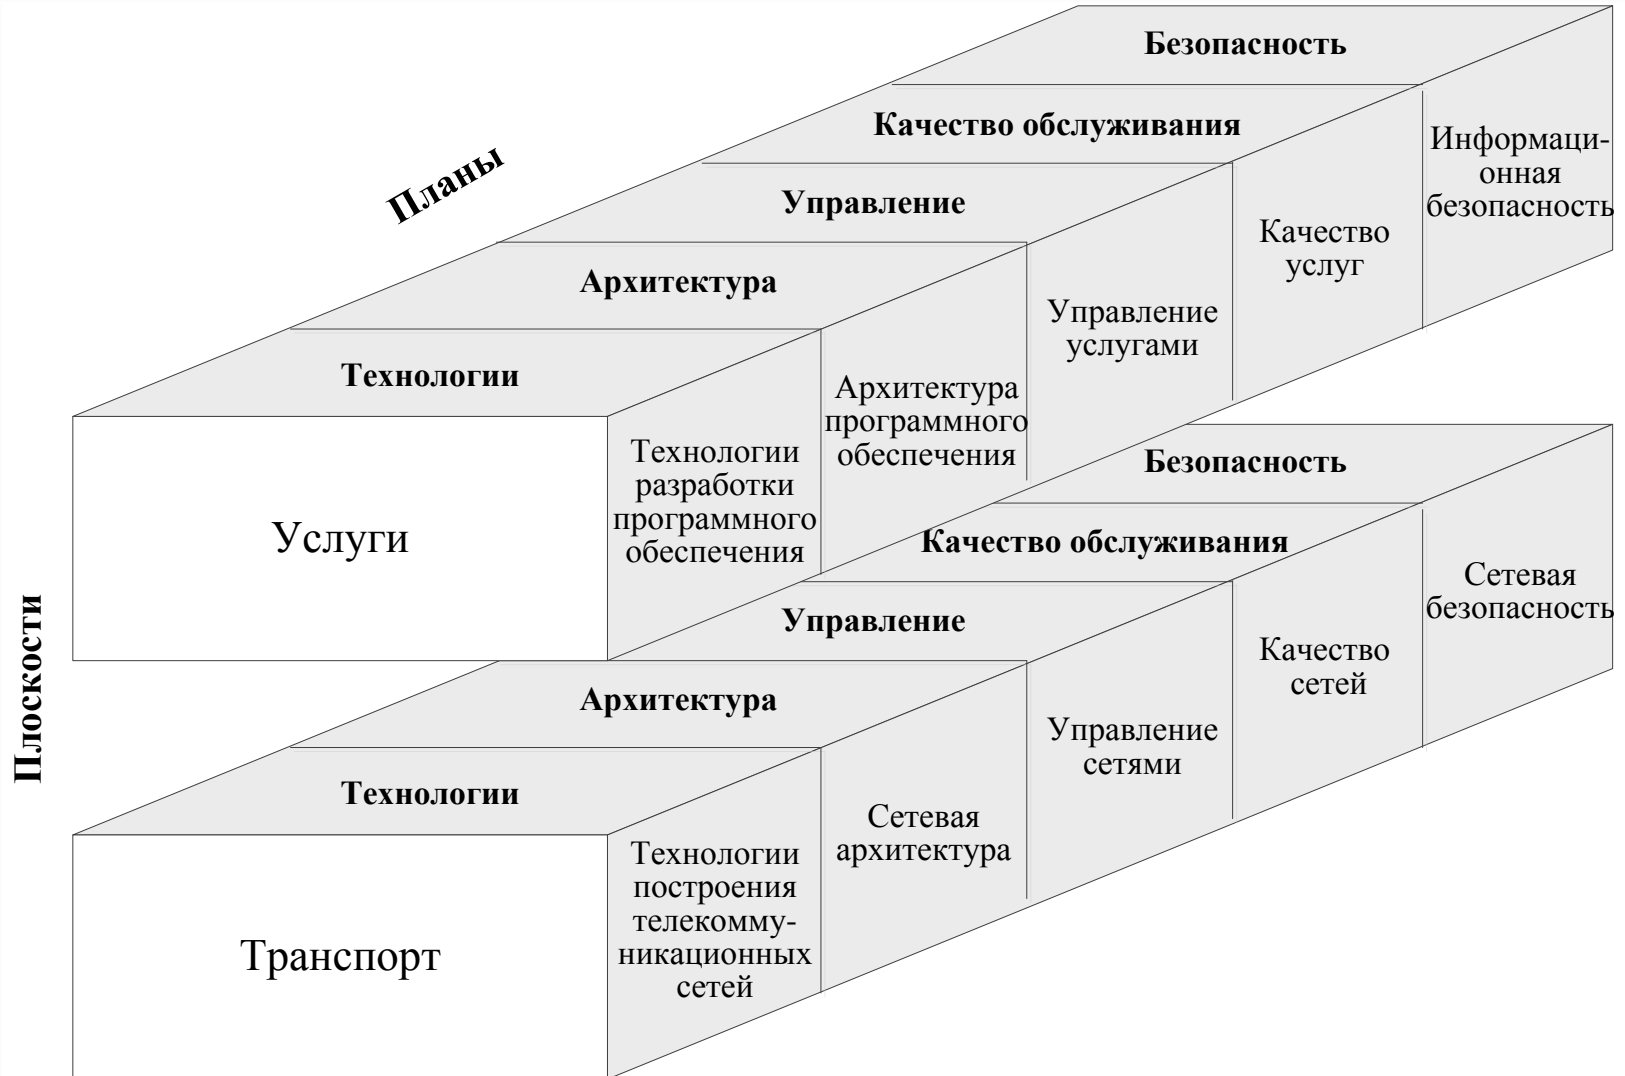 Безопасность
Качество обслуживания
Информаци-
онная
безопасность
Планы
Управление
Качество
услуг
Архитектура
Управление
услугами
Технологии
Архитектура
программного
обеспечения
Технологии
разработки
программного
обеспечения
Услуги
Безопасность
Качество обслуживания
Сетевая
безопасность
Плоскости
Управление
Качество
сетей
Архитектура
Управление
сетями
Технологии
Сетевая
архитектура
Технологии
построения
телекомму-
никационных
сетей
Транспорт